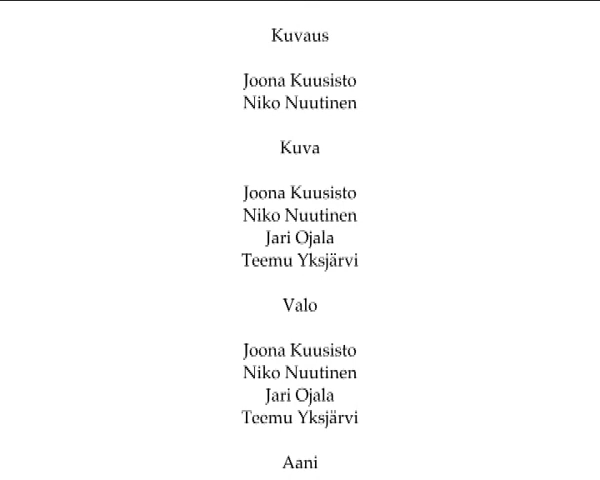 Kuvaus
Joona Kuusisto
Niko Nuutinen
Kuva
Joona Kuusisto
Niko Nuutinen
Jari Ojala
Teemu Yksjärvi
Valo
Joona Kuusisto
Niko Nuutinen
Jari Ojala
Teemu Yksjärvi
Aani